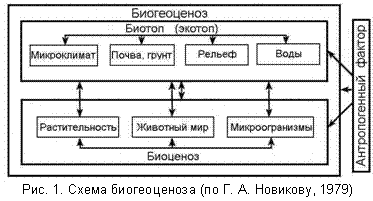 Биогеоценоз
Биотоп (экотоп)
Микроклимат Почва, грунт Рельеф Воды
Растительность Животный мир Микроогранизмы
Биоценоз
Антропогенный фактор
Рис. 1. Схема биогеоценоза (по Г. А. Новикову, 1979)